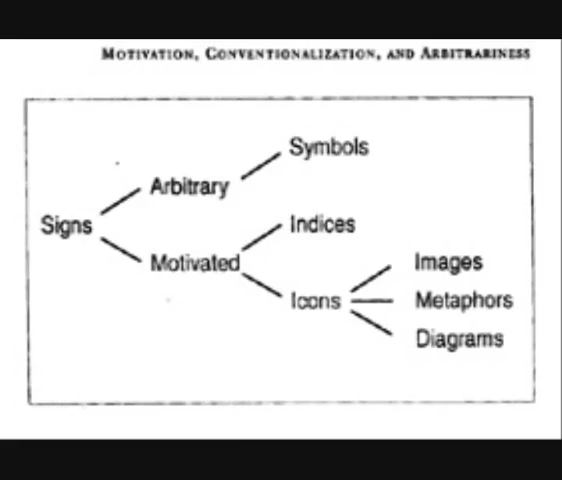 MOTIVATION, CONVENTIONALIZATION, AND ARBITRARINESS
Symbols
Arbitrary
Signs
Indices
Motivated
Images
Icons
Metaphors
Diagrams